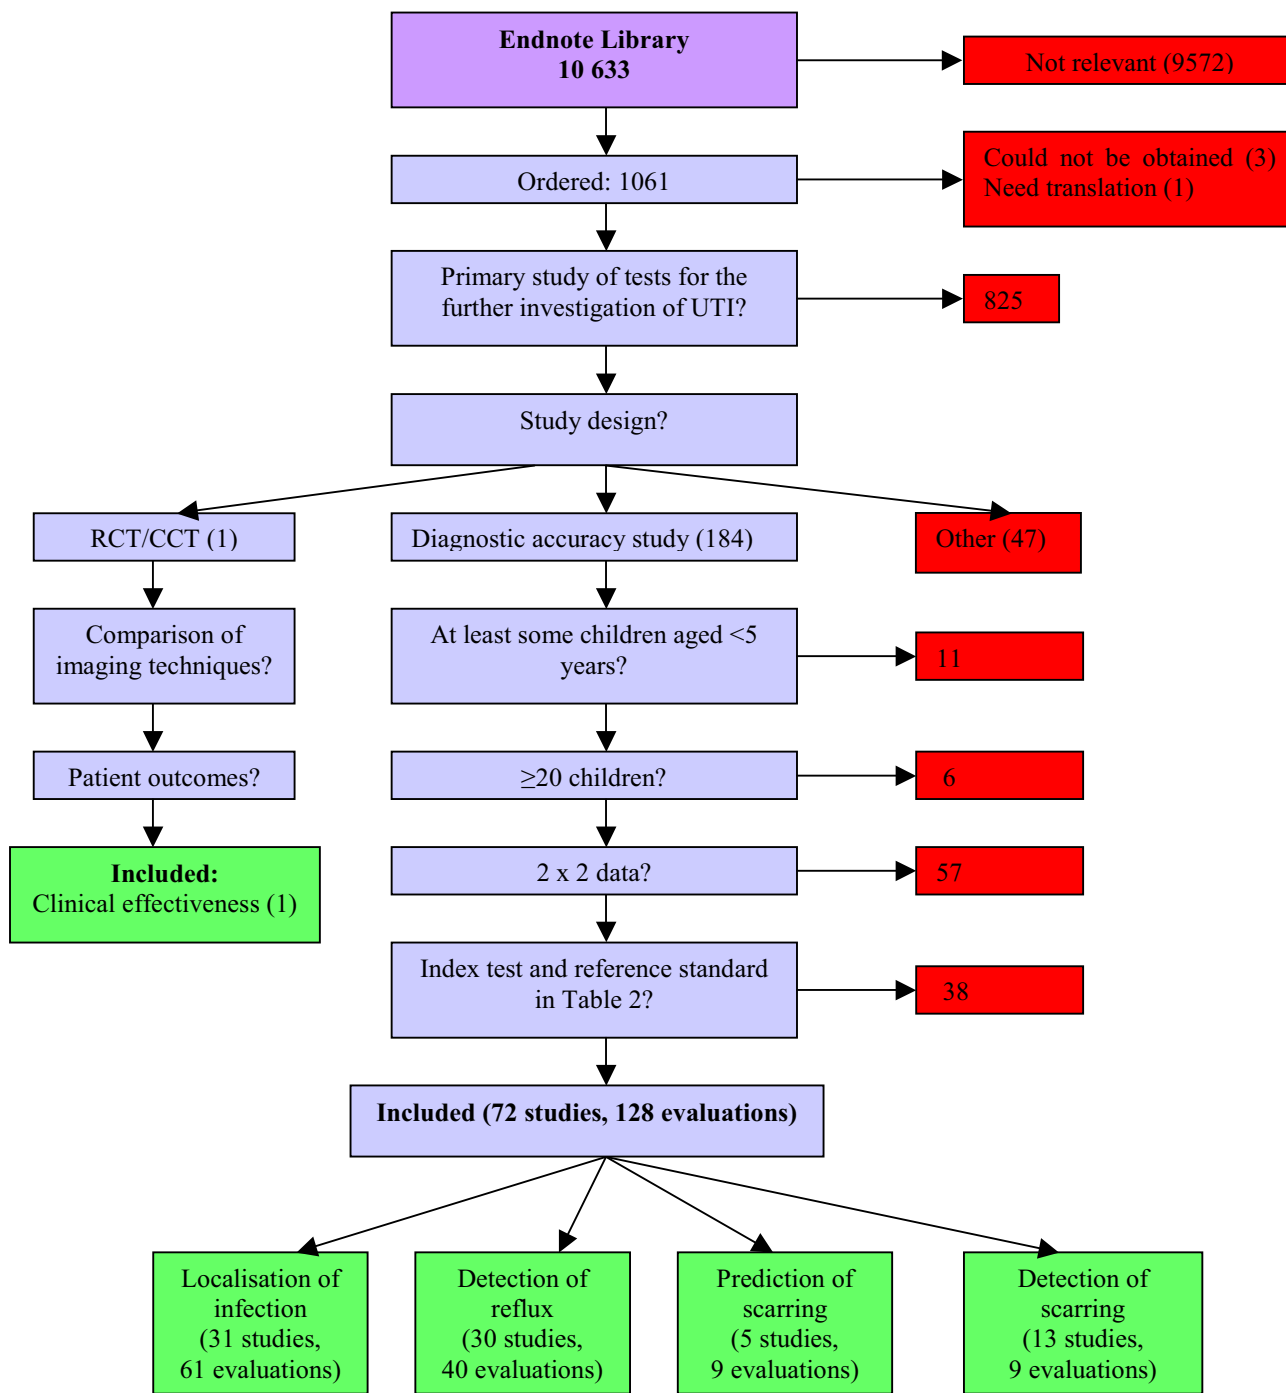 Endnote Library
10 633
Not relevant (9572)
Ordered: 1061
Could not be obtained (3)
Need translation (1)
Primary study of tests for the
further investigation of UTI?
825
Study design?
RCT/CCT (1)
Diagnostic accuracy study (184)
Other (47)
Comparison of
imaging techniques?
At least some children aged <5
years?
11
Patient outcomes?
≥20 children?
6
Included:
Clinical effectiveness (1)
2 x 2 data?
57
Index test and reference standard
in Table 2?
38
Included (72 studies, 128 evaluations)
Localisation of
infection
(31 studies,
61 evaluations)
Detection of
reflux
(30 studies,
40 evaluations)
Prediction of
scarring
(5 studies,
9 evaluations)
Detection of
scarring
(13 studies,
9 evaluations)